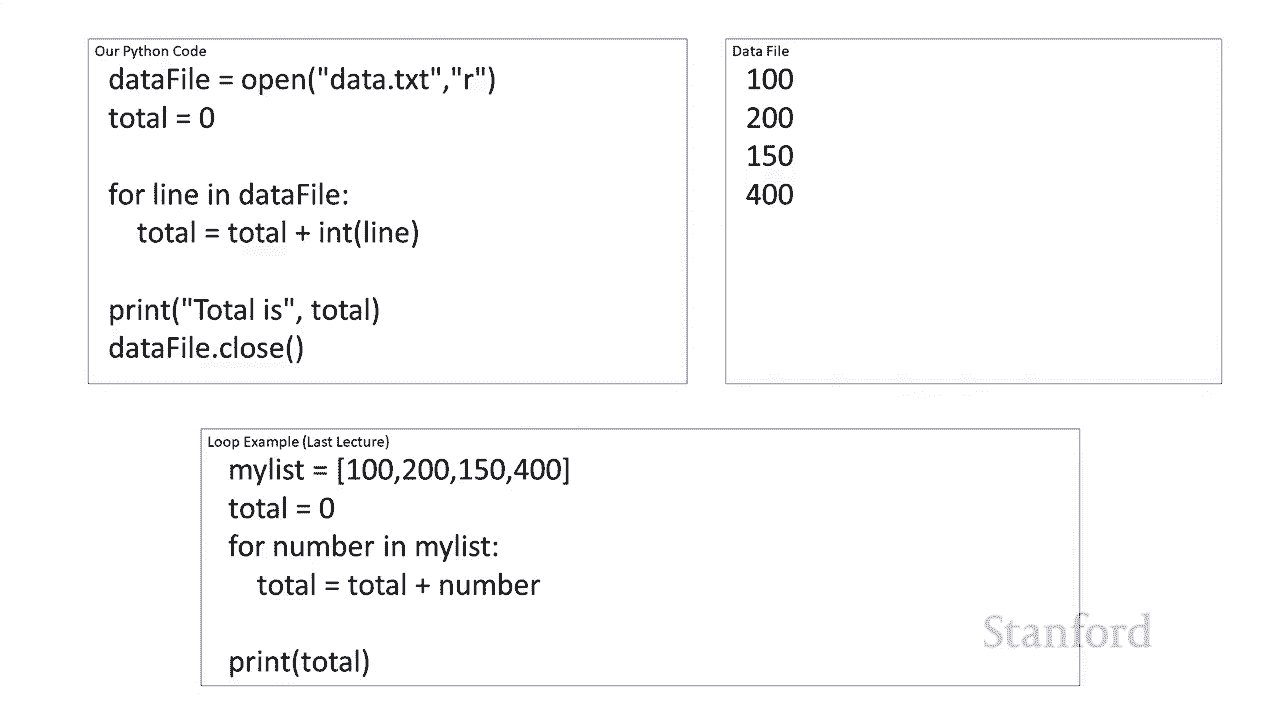 Our Python Code
dataFile = open("data.txt","r")
total = 0
for line in dataFile:
total = total + int(line)
print("Total is", total)
dataFile.close()
Data File
100
200
150
400
Loop Example (Last Lecture)
mylist = [100,200,150,400]
total = 0
for number in mylist:
total = total + number
print(total)
Stanford